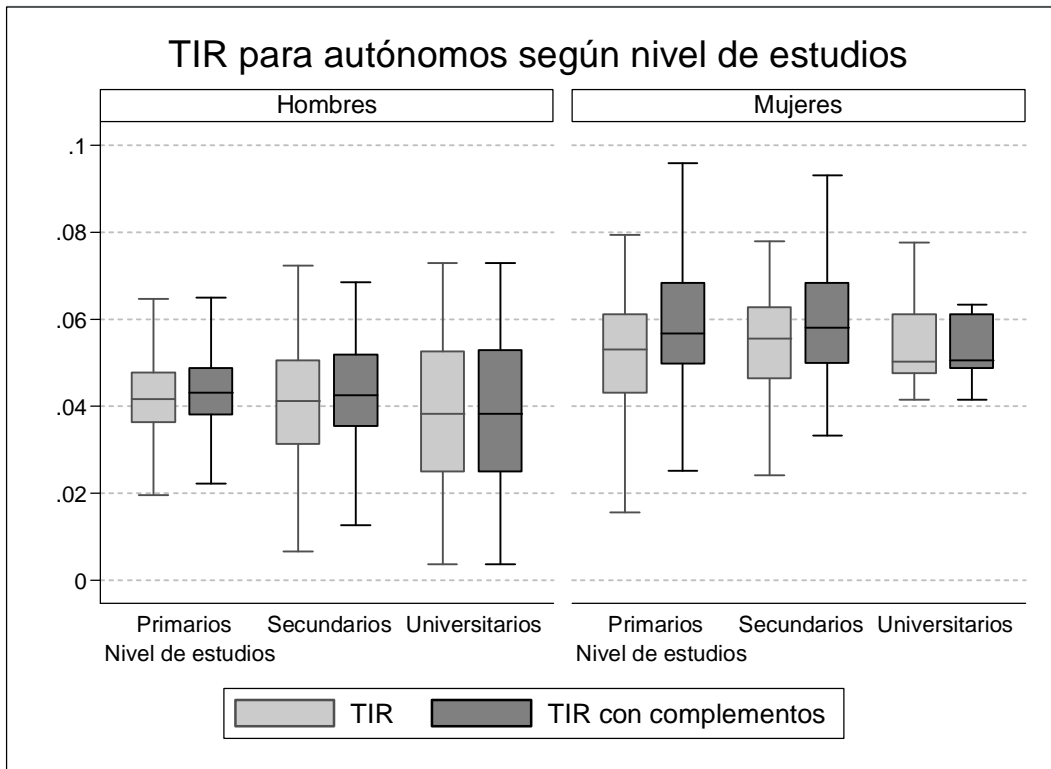 TIR para autónomos según nivel de estudios
Hombres
Mujeres
.1
.08
.06
.04
.02
0
Primarios Secundarios Universitarios
Nivel de estudios
Primarios Secundarios Universitarios
Nivel de estudios
TIR TIR con complementos